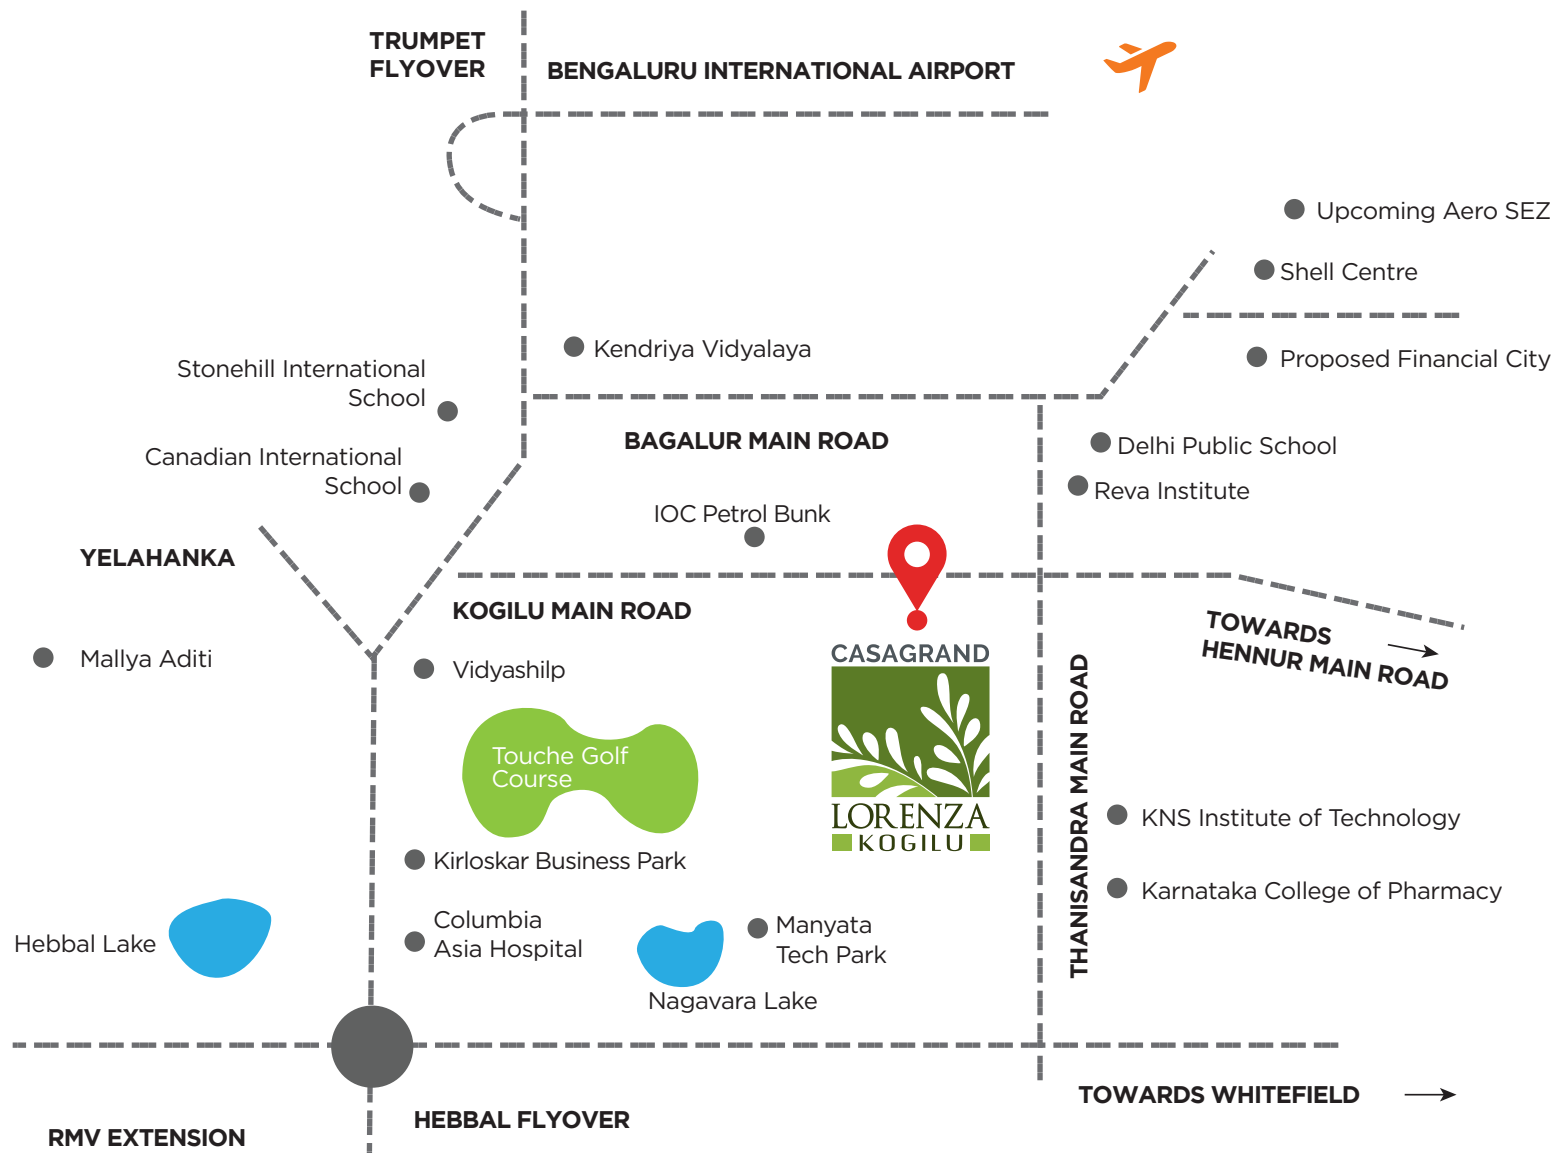 TRUMPET
FLYOVER
BENGALURU INTERNATIONAL AIRPORT
Upcoming Aero SEZ
Shell Centre
Kendriya Vidyalaya
Proposed Financial City
Stonehill International
School
BAGALUR MAIN ROAD
Delhi Public School
Canadian International
School
Reva Institute
IOC Petrol Bunk
YELAHANKA
KOGILU MAIN ROAD
TOWARDS
HENNUR MAIN ROAD
Mallya Aditi
Vidyashilp
CASAGRAND
LORENZA
KOGILU
Touche Golf
Course
THANISANDRA MAIN ROAD
KNS Institute of Technology
Kirloskar Business Park
Karnataka College of Pharmacy
Columbia
Asia Hospital
Manyata
Tech Park
Hebbal Lake
Nagavara Lake
TOWARDS WHITEFIELD
HEBBAL FLYOVER
RMV EXTENSION